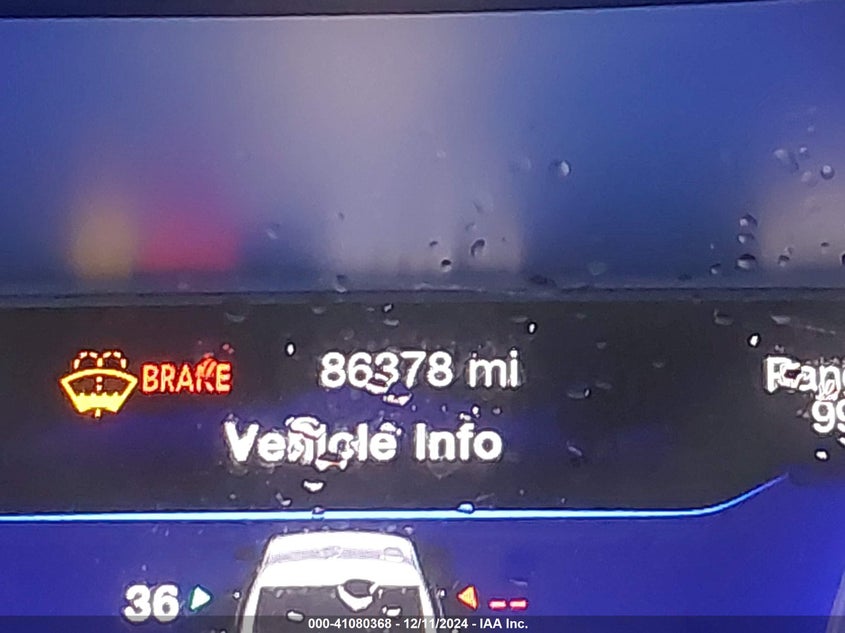 BRAKE
86378 mi
Vehicle Info
36
--
000-41080368 - 12/11/2024 - IAA Inc.